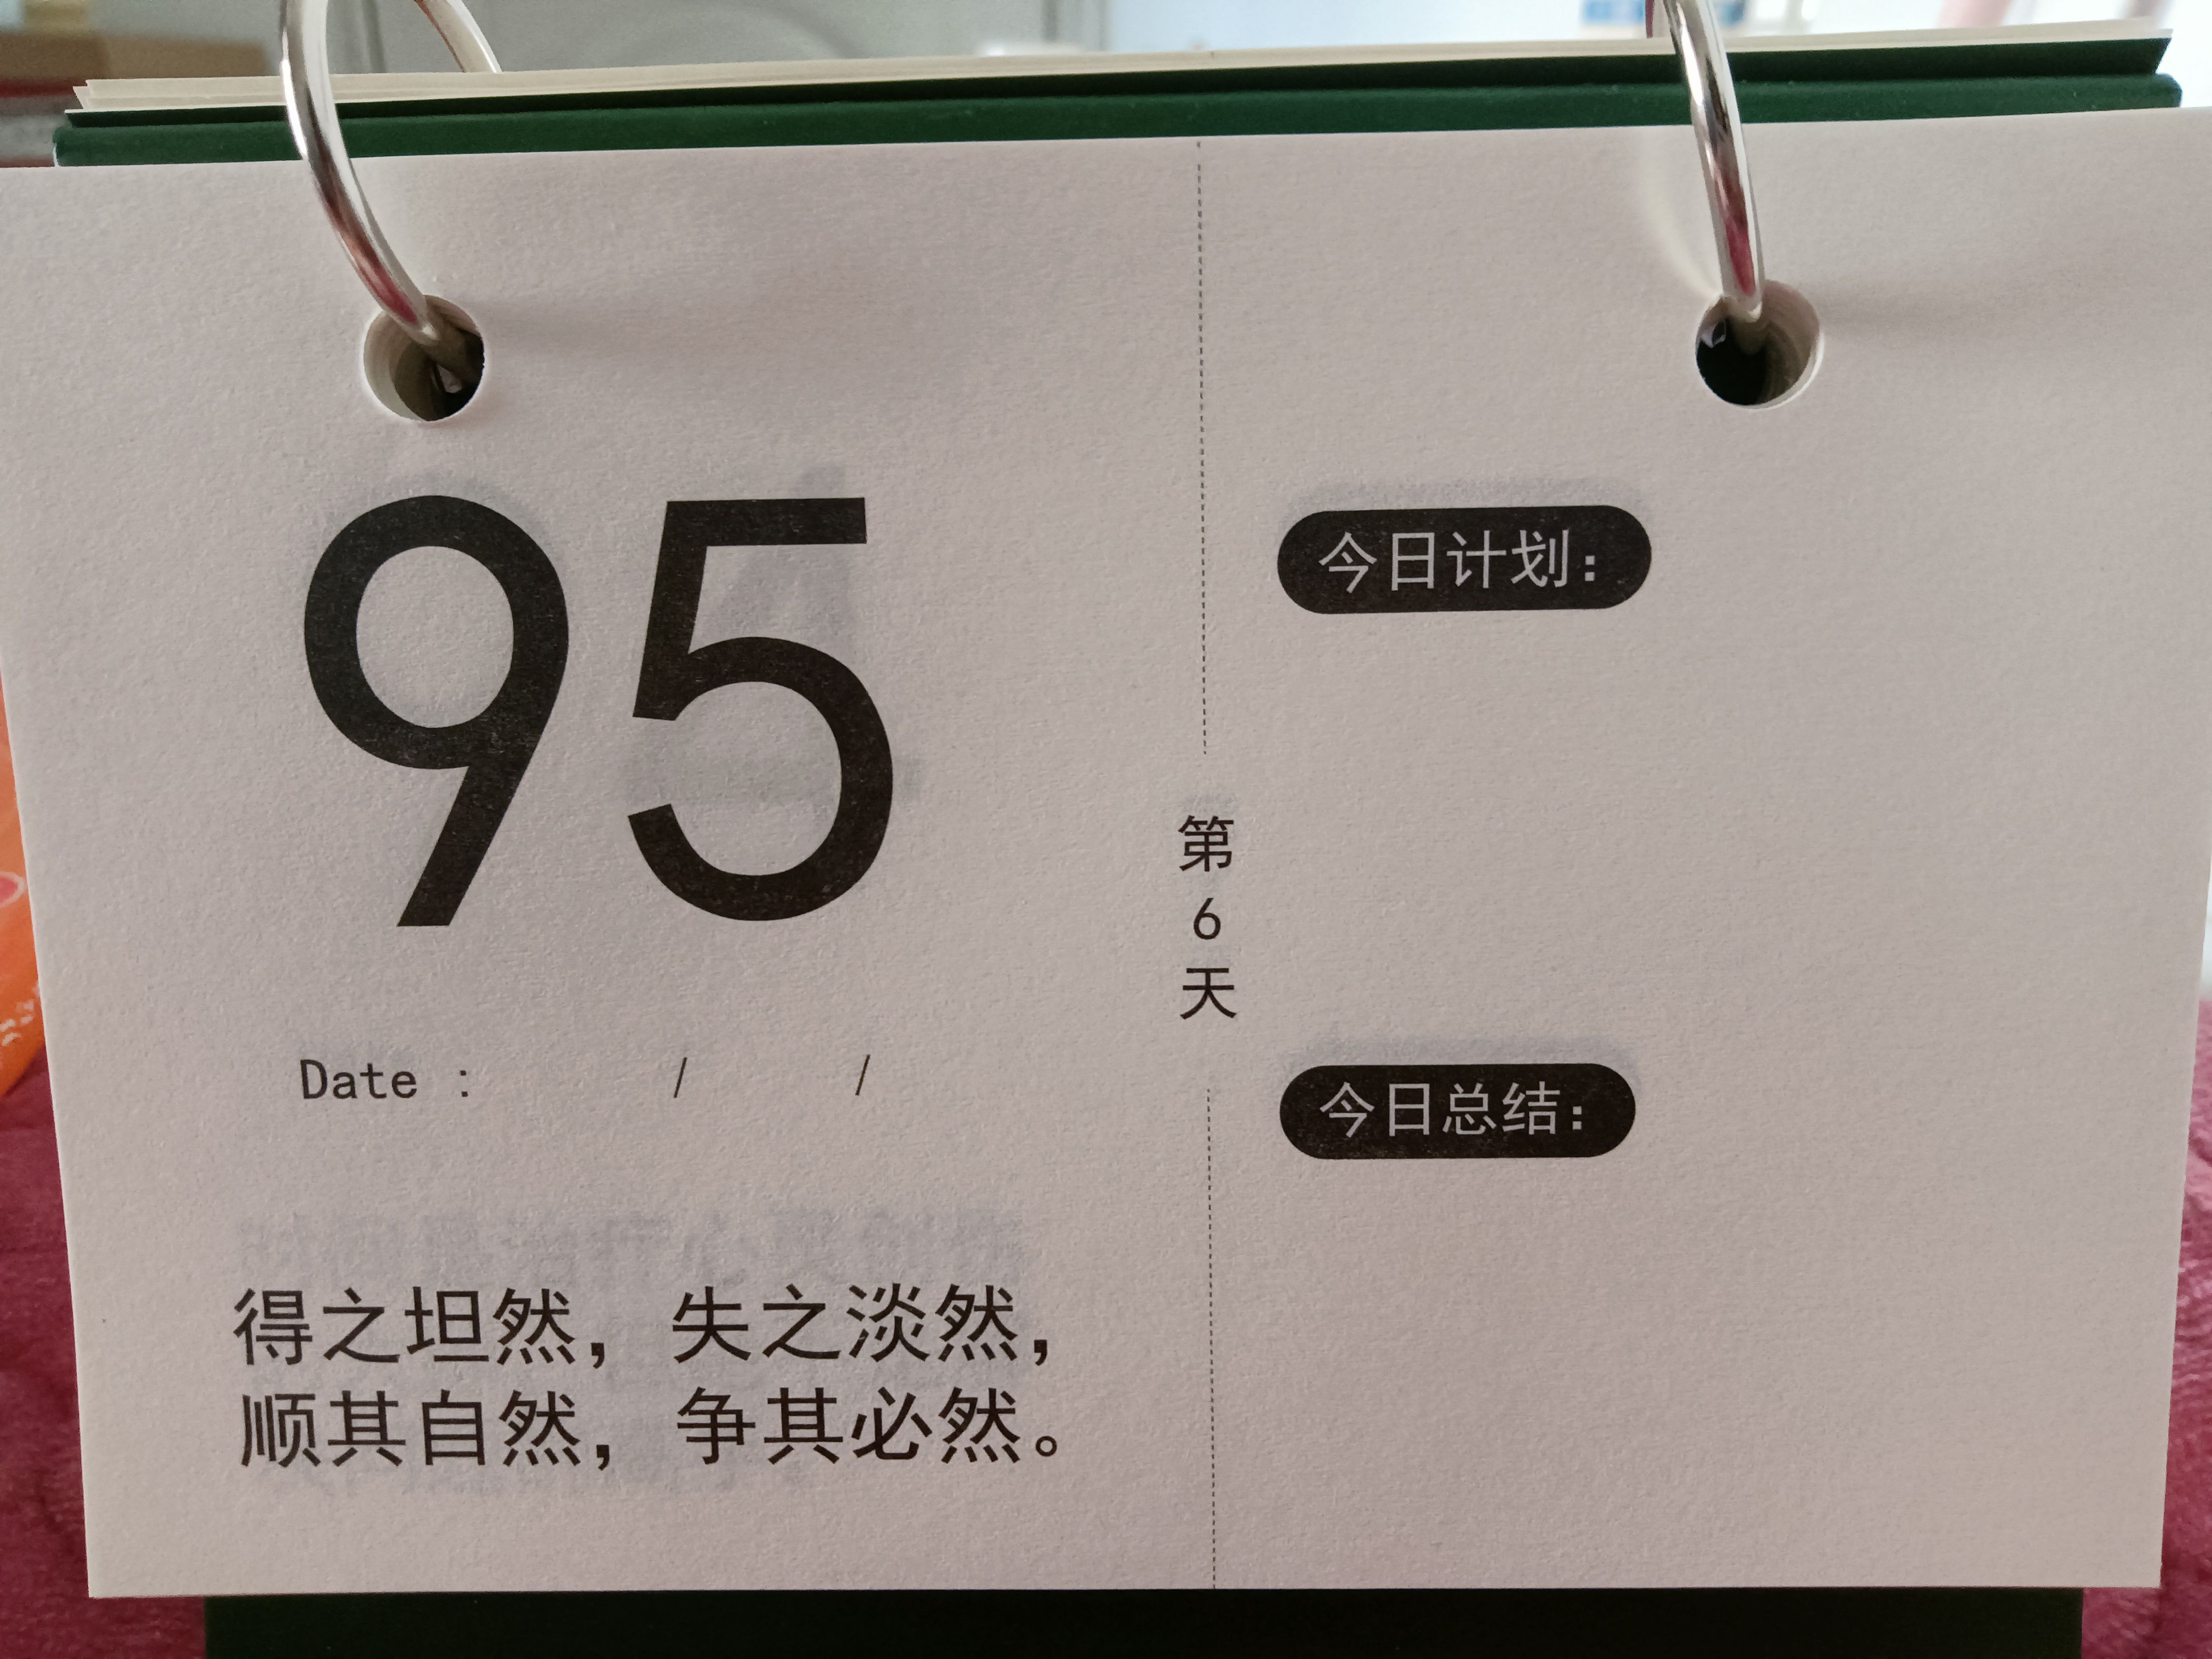 95
Date :    /    /
得之坦然，失之淡然，
顺其自然，争其必然。
第
6
天
今日计划：
今日总结：